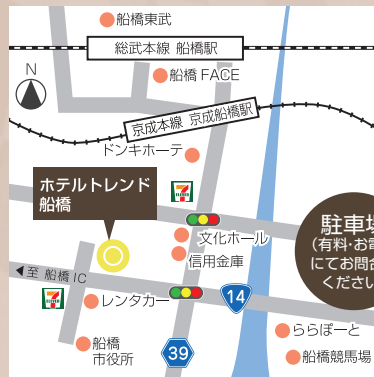 船橋東武
総武本線 船橋駅
N
船橋 FACE
京成本線 京成船橋駅
ドンキホーテ
ホテルトレンド
船橋
文化ホール
信用金庫
駐車場
(有料・お電
にてお問合
ください
至 船橋 IC
レンタカー
14
船橋
市役所
39
ららぽーと
船橋競馬場